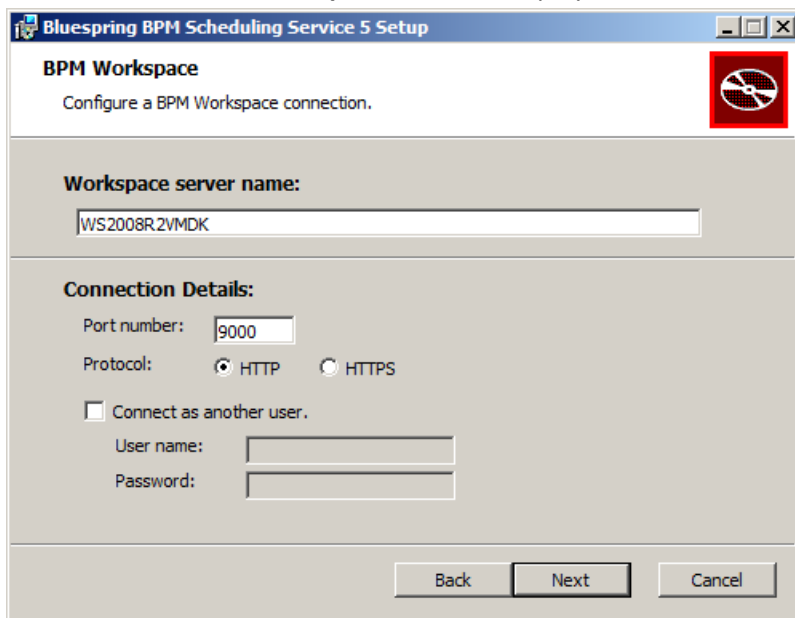 Bluespring BPM Scheduling Service 5 Setup
BPM Workspace
Configure a BPM Workspace connection.
Workspace server name:
WS2008R2VMDK
Connection Details:
Port number: 9000
Protocol: HTTP HTTPS
Connect as another user.
User name:
Password:
Back Next Cancel